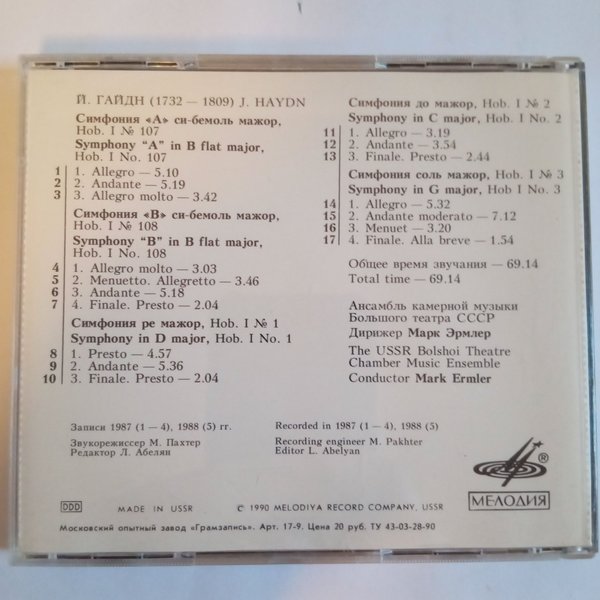 Й. ГАЙДН (1732 — 1809) J. HAYDN
Симфония «А» си-бемоль мажор,
Hob. I № 107
Symphony "A" in B flat major,
Hob. I No. 107
1 1. Allegro — 5.10
2 2. Andante — 5.19
3 3. Allegro molto — 3.42
Симфония «В» си-бемоль мажор,
Hob. I № 108
Symphony "B" in B flat major,
Hob. I No. 108
4 1. Allegro molto — 3.03
5 2. Menuetto. Allegretto — 3.46
6 3. Andante — 5.18
7 4. Finale. Presto — 2.04
Симфония ре мажор, Hob. I № 1
Symphony in D major, Hob. I No. 1
8 1. Presto — 4.57
9 2. Andante — 5.36
10 3. Finale. Presto — 2.04
Симфония до мажор, Hob. I № 2
Symphony in C major, Hob. I No. 2
11 1. Allegro — 3.19
12 2. Andante — 3.54
13 3. Finale. Presto — 2.44
Симфония соль мажор, Hob I № 3
Symphony in G major, Hob I No. 3
14 1. Allegro — 5.32
15 2. Andante moderato — 7.12
16 3. Menuet — 3.20
17 4. Finale. Alla breve — 1.54
Общее время звучания — 69.14
Total time — 69.14
Ансамбль камерной музыки
Большого театра СССР
Дирижер Марк Эрмлер
The USSR Bolshoi Theatre
Chamber Music Ensemble
Conductor Mark Ermler
Записи 1987 (1 — 4), 1988 (5) гг.
Звукорежиссер М. Пахтер
Редактор Л. Абелян
Recorded in 1987 (1 — 4), 1988 (5)
Recording engineer M. Pakhter
Editor L. Abelyan
®
МЕЛОДИЯ
DDD MADE IN USSR © 1990 MELODIYA RECORD COMPANY, USSR
Московский опытный завод «Грамзапись». Арт. 17-9. Цена 20 руб. ТУ 43-03-28-90